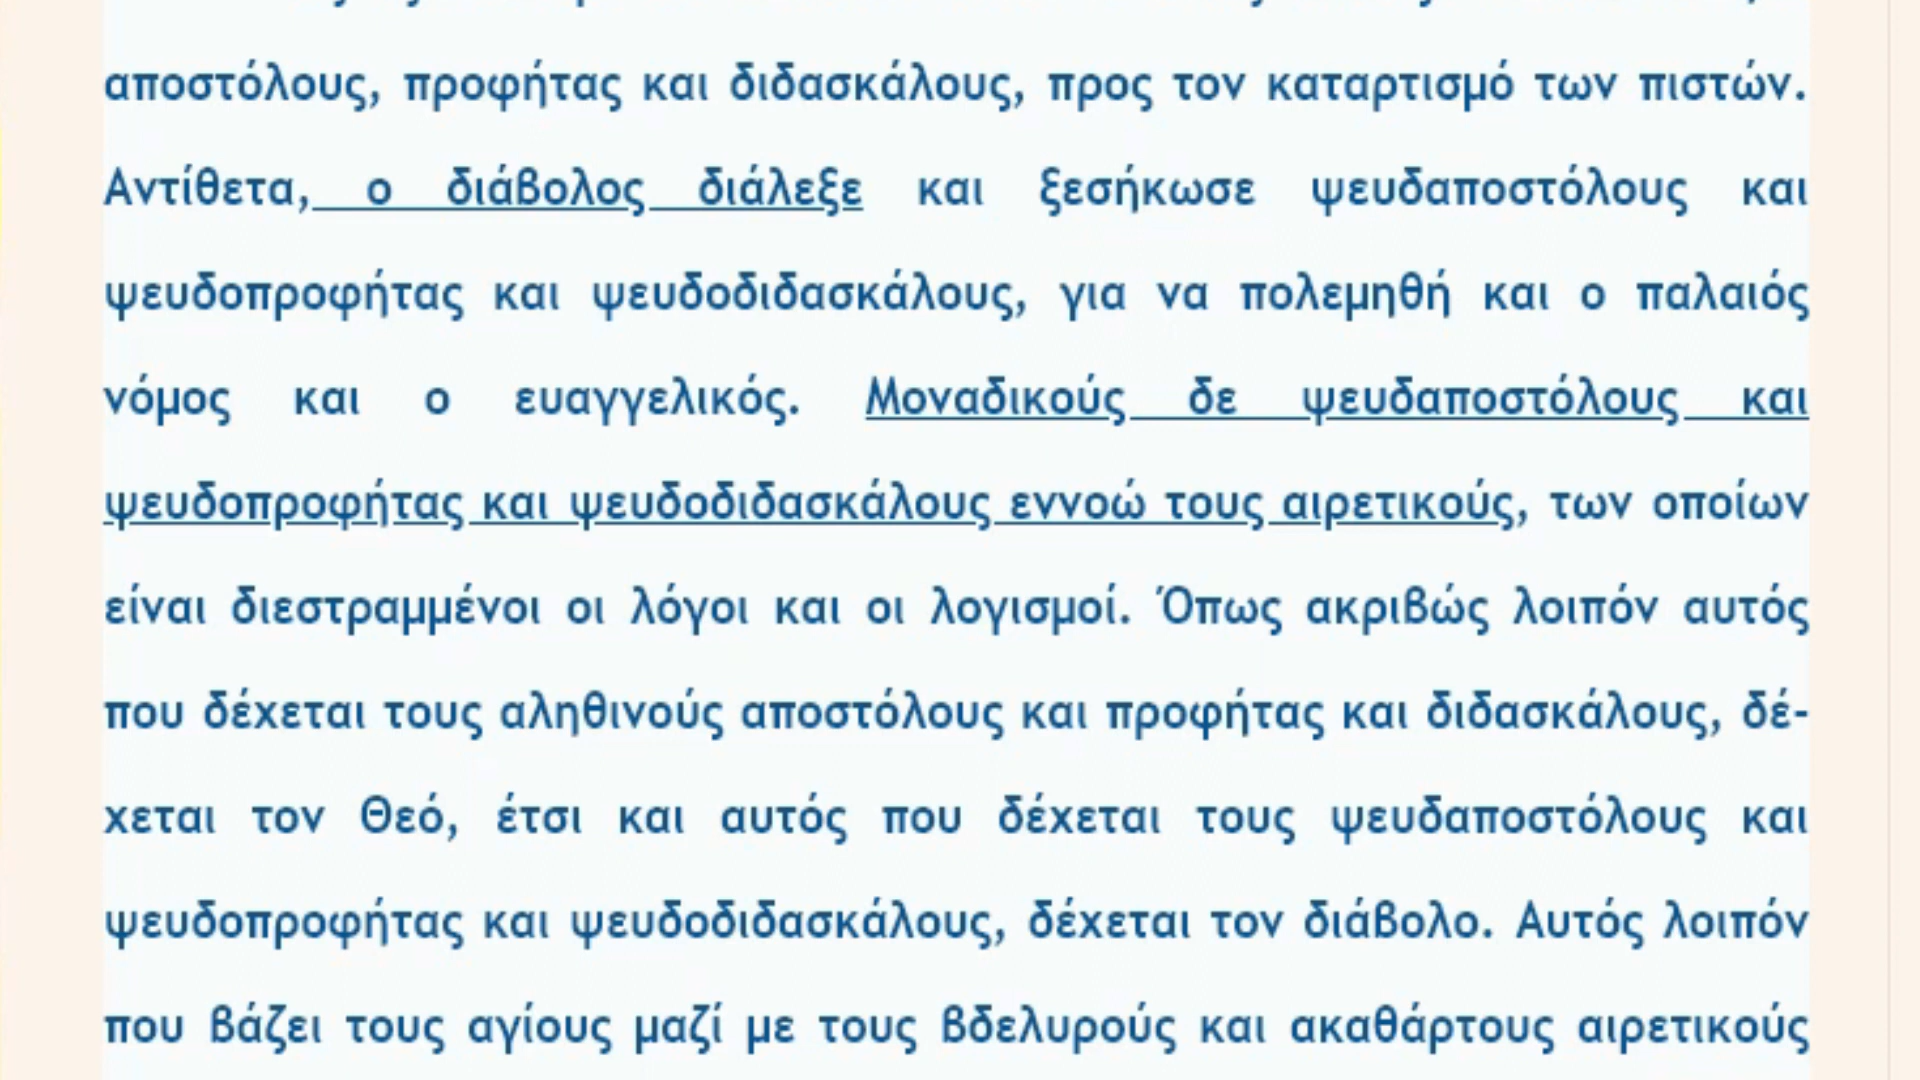 αποστόλους, προφήτας και διδασκάλους, προς τον καταρτισμό των πιστών.
Αντίθετα, ο διάβολος διάλεξε και ξεσήκωσε ψευδαποστόλους και
ψευδοπροφήτας και ψευδοδιδασκάλους, για να πολεμηθή και ο παλαιός
νόμος και ο ευαγγελικός. Μοναδικούς δε ψευδαποστόλους και
ψευδοπροφήτας και ψευδοδιδασκάλους εννοώ τους αιρετικούς, των οποίων
είναι διεστραμμένοι οι λόγοι και οι λογισμοί. Όπως ακριβώς λοιπόν αυτός
που δέχεται τους αληθινούς αποστόλους και προφήτας και διδασκάλους, δέ-
χεται τον Θεό, έτσι και αυτός που δέχεται τους ψευδαποστόλους και
ψευδοπροφήτας και ψευδοδιδασκάλους, δέχεται τον διάβολο. Αυτός λοιπόν
που βάζει τους αγίους μαζί με τους βδελυρούς και ακαθάρτους αιρετικούς